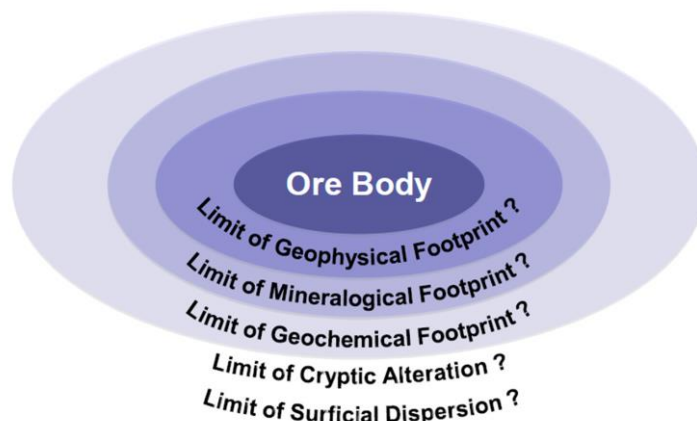 Ore Body
Limit of Geophysical Footprint ?
Limit of Mineralogical Footprint ?
Limit of Geochemical Footprint ?
Limit of Cryptic Alteration ?
Limit of Surficial Dispersion ?